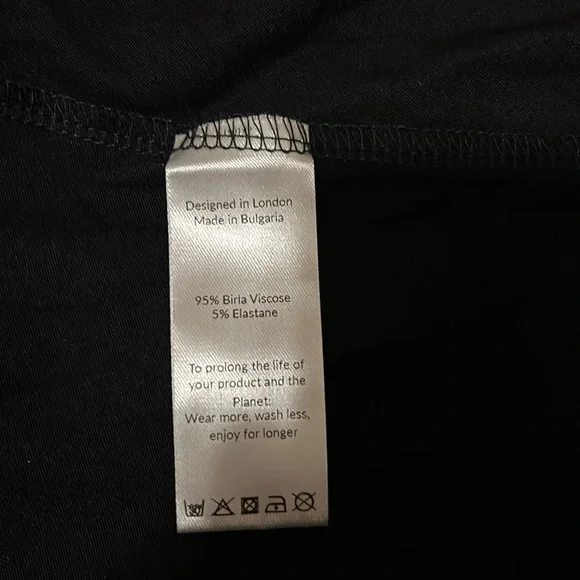 Designed in London
Made in Bulgaria
95% Birla Viscose
5% Elastane
To prolong the life of
your product and the
Planet:
Wear more, wash less,
enjoy for longer